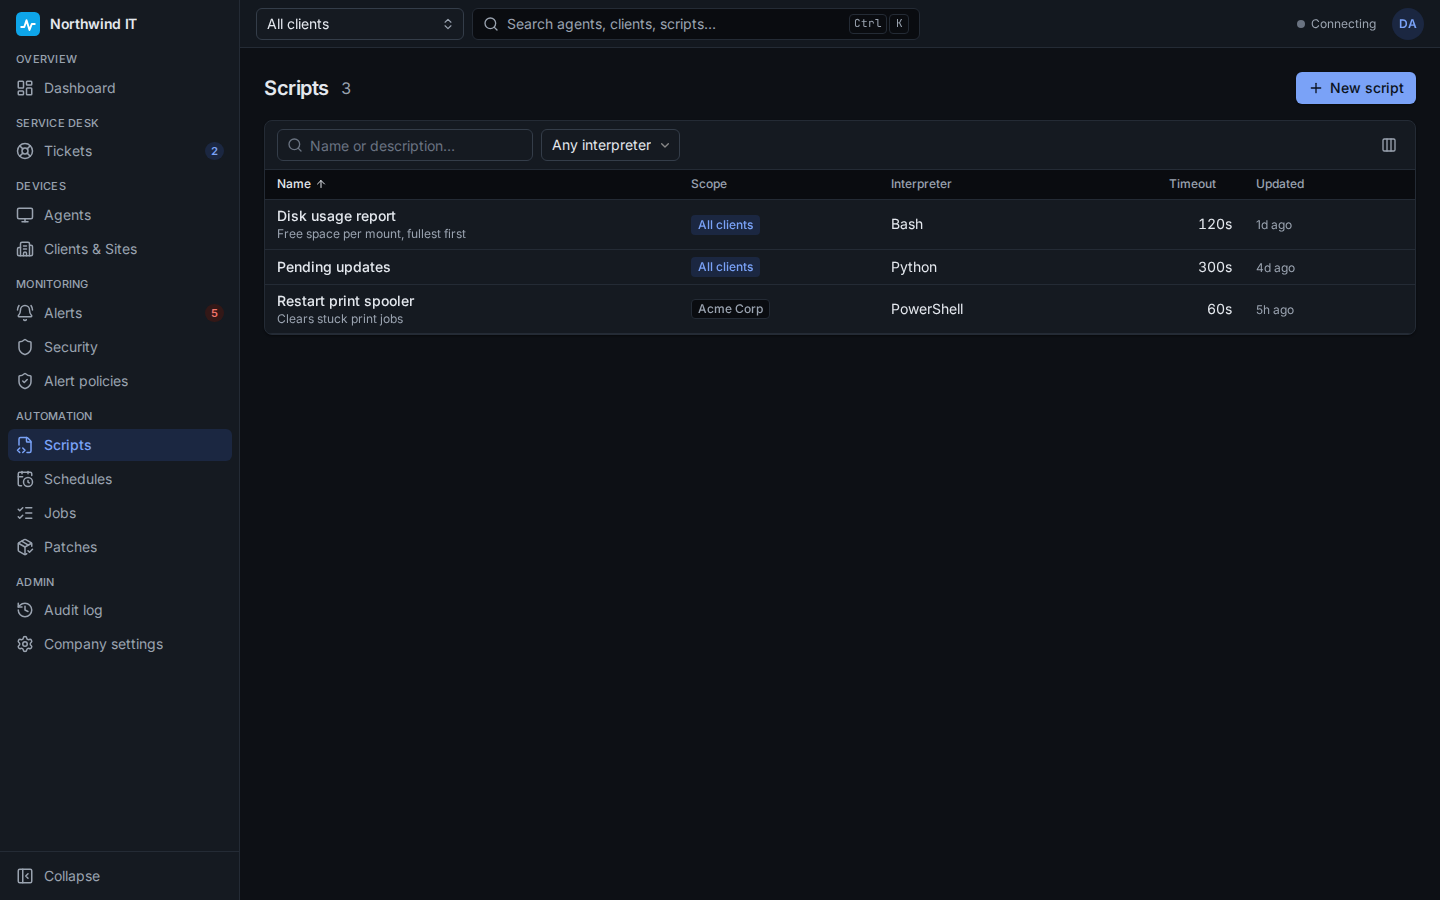 Northwind IT
OVERVIEW
Dashboard
SERVICE DESK
Tickets 2
DEVICES
Agents
Clients & Sites
MONITORING
Alerts 5
Security
Alert policies
AUTOMATION
Scripts
Schedules
Jobs
Patches
ADMIN
Audit log
Company settings
Collapse
All clients
Search agents, clients, scripts...
Ctrl K
Connecting
DA
Scripts 3
New script
Name or description...
Any interpreter
Name Scope Interpreter Timeout Updated
Disk usage report
Free space per mount, fullest first
All clients Bash 120s 1d ago
Pending updates All clients Python 300s 4d ago
Restart print spooler
Clears stuck print jobs
Acme Corp PowerShell 60s 5h ago